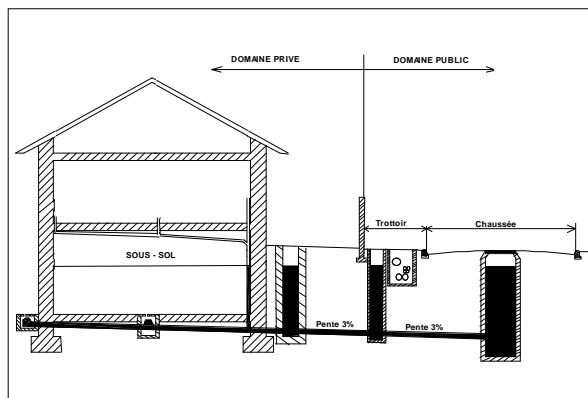 DOMAINE PRIVE
DOMAINE PUBLIC
Trottoir
Chaussée
SOUS - SOL
Pente 3%
Pente 3%